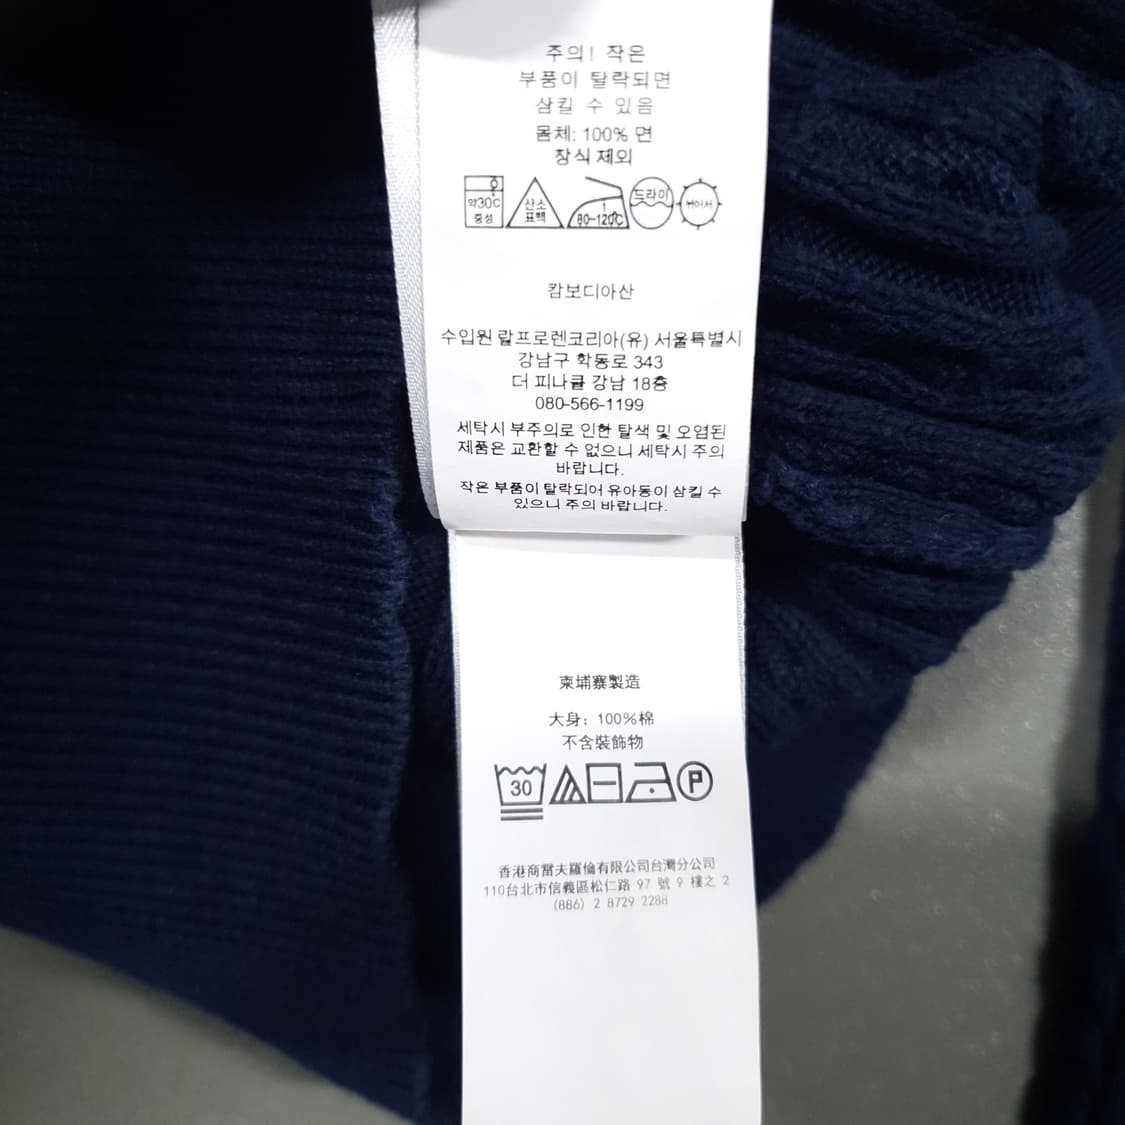 주의! 작은
부품이 탈락되면
삼킬 수 있음
몸체: 100% 면
장식 제외
약30℃
중성
산소
표백
1
80~120℃
드라이
뉘어서
캄보디아산
수입원 랄프로렌코리아(유) 서울특별시
강남구 학동로 343
더 피나클 강남 18층
080-566-1199
세탁시 부주의로 인한 탈색 및 오염된
제품은 교환할 수 없으니 세탁시 주의
바랍니다.
작은 부품이 탈락되어 유아동이 삼킬 수
있으니 주의 바랍니다.
柬埔寨製造
大身: 100%棉
不含裝飾物
30
P
香港商當夫羅倫有限公司台灣分公司
110台北市信義區松仁路 97 號 9 樓之 2
(886) 2 8729 2288